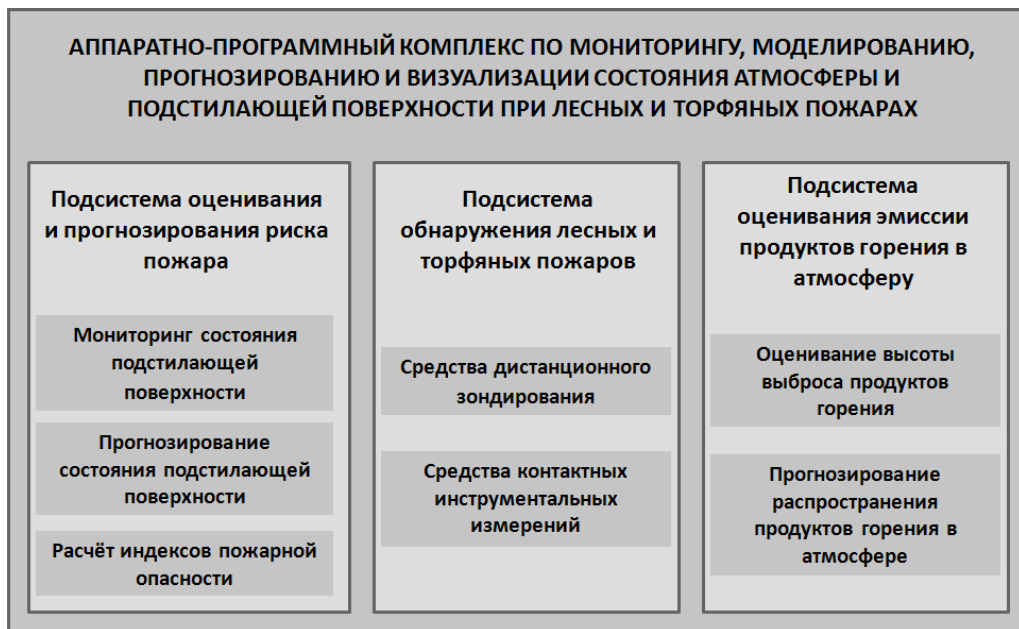 АППАРАТНО-ПРОГРАММНЫЙ КОМПЛЕКС ПО МОНИТОРИНГУ, МОДЕЛИРОВАНИЮ,
ПРОГНОЗИРОВАНИЮ И ВИЗУАЛИЗАЦИИ СОСТОЯНИЯ АТМОСФЕРЫ И
ПОДСТИЛАЮЩЕЙ ПОВЕРХНОСТИ ПРИ ЛЕСНЫХ И ТОРФЯНЫХ ПОЖАРАХ
Подсистема оценивания
и прогнозирования риска
пожара
Мониторинг состояния
подстилающей
поверхности
Прогнозирование
состояния подстилающей
поверхности
Расчёт индексов пожарной
опасности
Подсистема
обнаружения лесных и
торфяных пожаров
Средства дистанционного
зондирования
Средства контактных
инструментальных
измерений
Подсистема
оценивания эмиссии
продуктов горения в
атмосферу
Оценивание высоты
выброса продуктов
горения
Прогнозирование
распространения
продуктов горения в
атмосфере